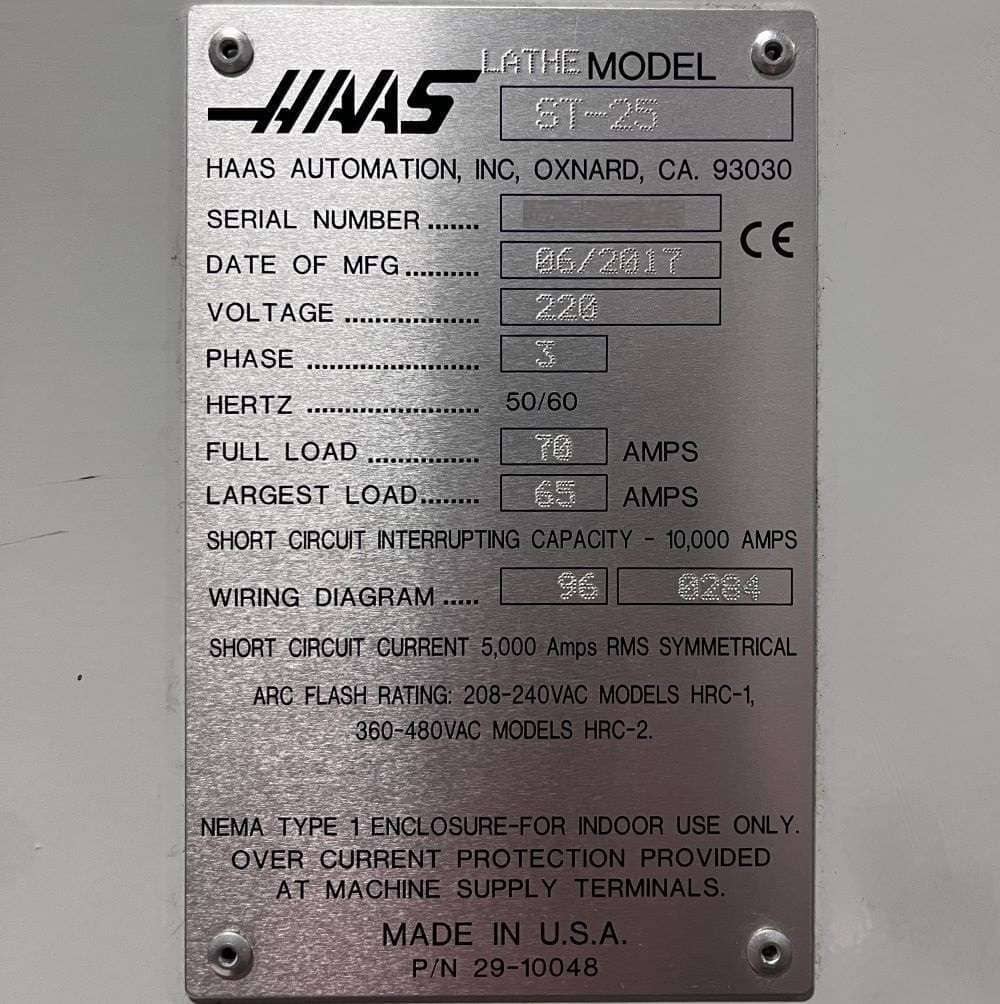 LATHE MODEL
HAAS ST-25
HAAS AUTOMATION, INC, OXNARD, CA. 93030
SERIAL NUMBER .......
CE
DATE OF MFG .......... 06/2017
VOLTAGE ................... 220
PHASE ........................ 3
HERTZ ........................ 50/60
FULL LOAD ................ 70 AMPS
LARGEST LOAD ........ 65 AMPS
SHORT CIRCUIT INTERRUPTING CAPACITY - 10,000 AMPS
WIRING DIAGRAM ..... 96 0284
SHORT CIRCUIT CURRENT 5,000 Amps RMS SYMMETRICAL
ARC FLASH RATING: 208-240VAC MODELS HRC-1,
360-480VAC MODELS HRC-2.
NEMA TYPE 1 ENCLOSURE-FOR INDOOR USE ONLY.
OVER CURRENT PROTECTION PROVIDED
AT MACHINE SUPPLY TERMINALS.
MADE IN U.S.A.
P/N 29-10048